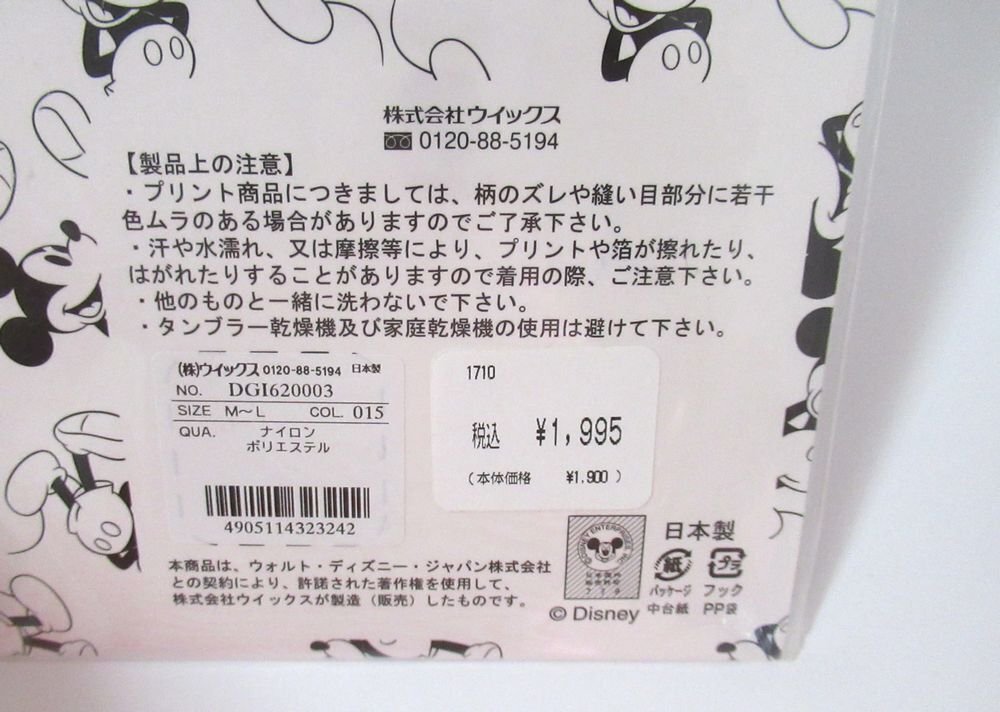 株式会社ウイックス
0120-88-5194
【製品上の注意】
・プリント商品につきましては、柄のズレや縫い目部分に若干
色ムラのある場合がありますのでご了承下さい。
・汗や水濡れ、又は摩擦等により、プリントや箔が擦れたり、
はがれたりすることがありますので着用の際、ご注意下さい。
・他のものと一緒に洗わないで下さい。
・タンブラー乾燥機及び家庭乾燥機の使用は避けて下さい。
(株)ウイックス 0120-88-5194 日本製
NO. DGI620003
SIZE M～L COL. 015
QUA. ナイロン
ポリエステル
4905114323242
1710
税込 ¥1,995
(本体価格 ¥1,900)
本商品は、ウォルト・ディズニー・ジャパン株式会社
との契約により、許諾された著作権を使用して、
株式会社ウイックスが製造（販売）したものです。
© Disney
日本製
紙 プラ
パッケージ フック
中台紙 PP袋